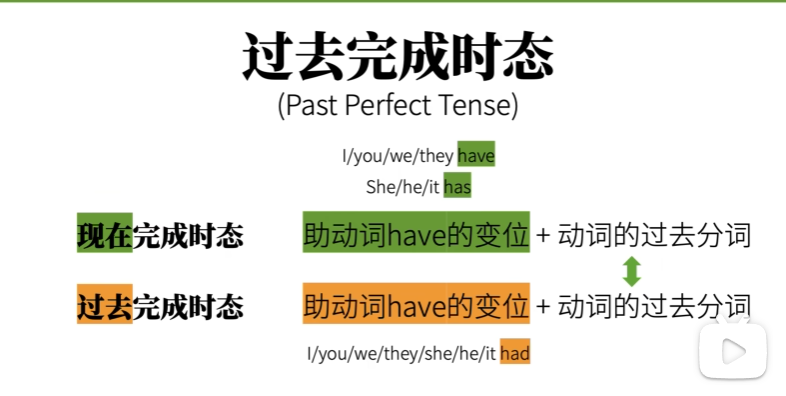 过去完成时态
(Past Perfect Tense)
I/you/we/they have
She/he/it has
现在完成时态 助动词have的变位 + 动词的过去分词
过去完成时态 助动词have的变位 + 动词的过去分词
I/you/we/they/she/he/it had